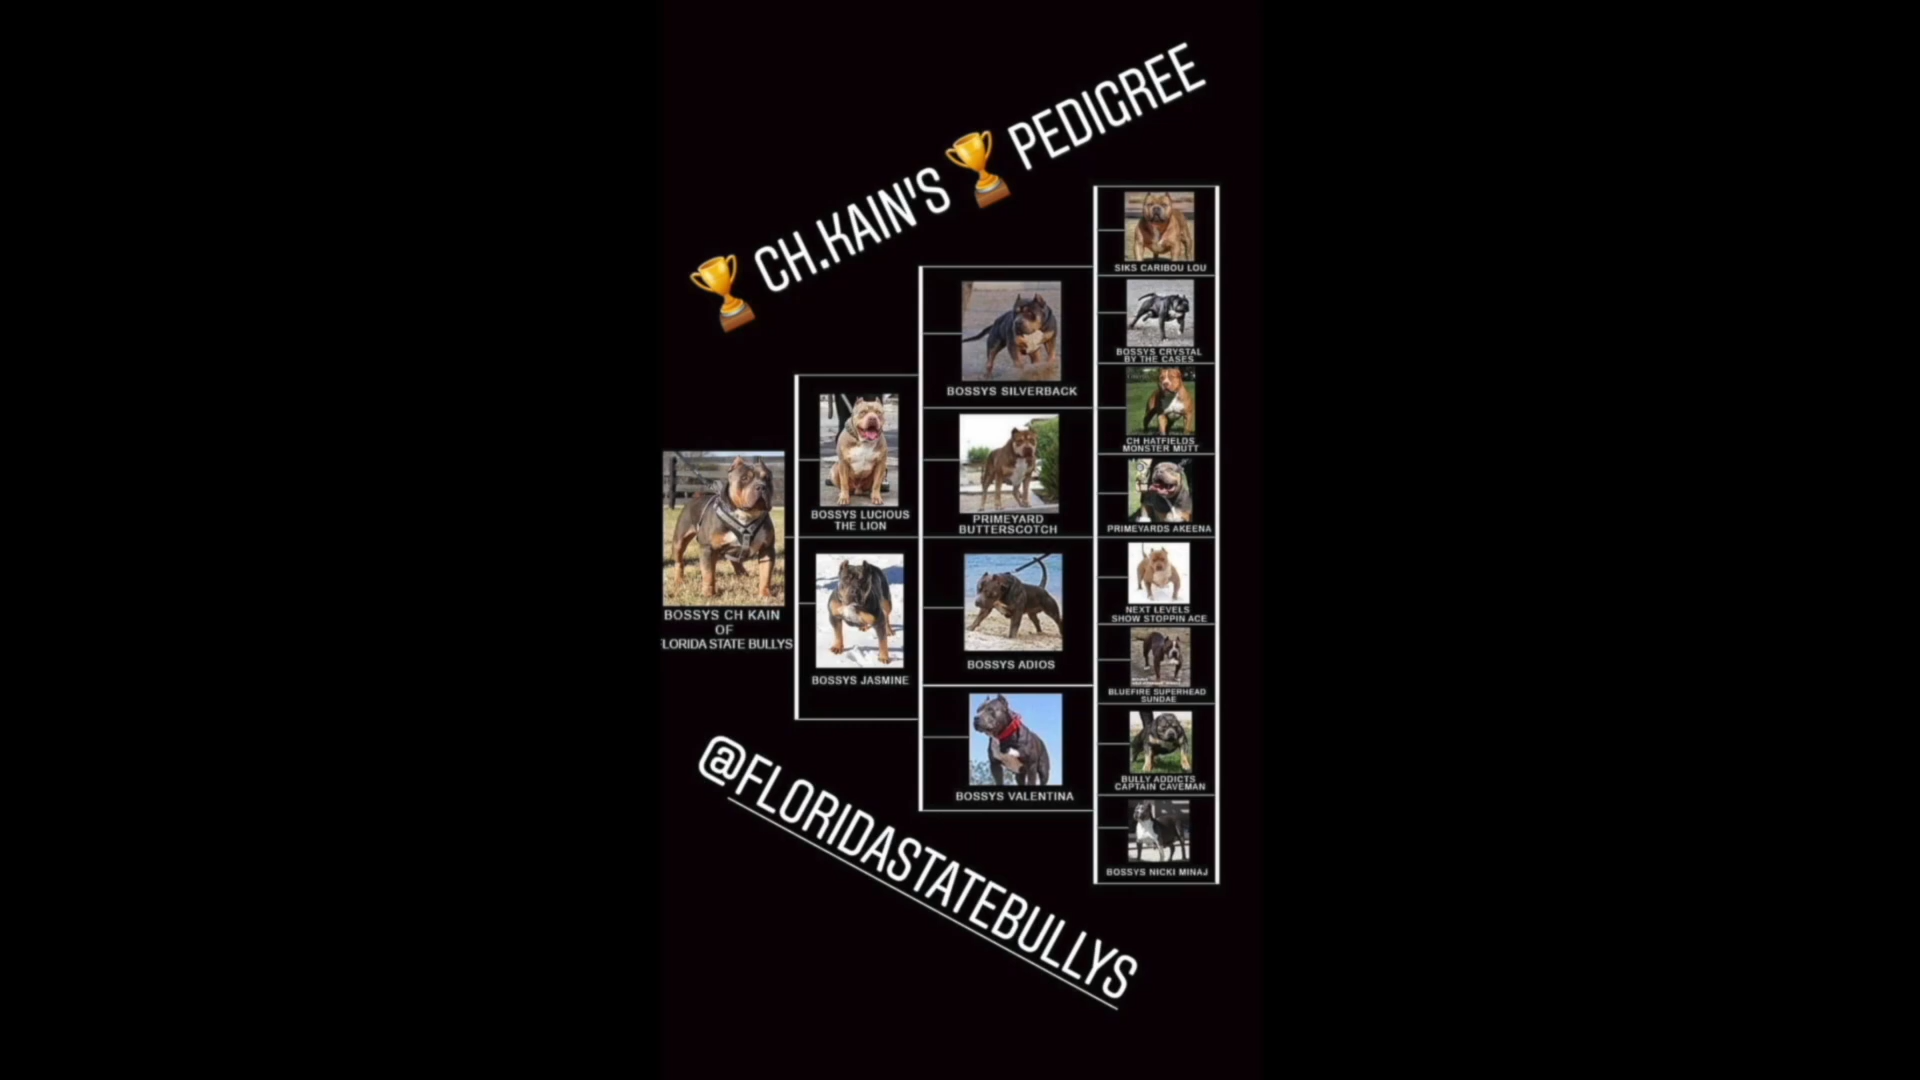 🏆 CH.KAIN'S 🏆 PEDIGREE
BOSSYS CH KAIN
OF
LORIDA STATE BULLYS
BOSSYS LUCIOUS
THE LION
BOSSYS JASMINE
BOSSYS SILVERBACK
PRIMEYARD
BUTTERSCOTCH
BOSSYS ADIOS
BOSSYS VALENTINA
SIKS CARIBOU LOU
BOSSYS CRYSTAL
BY THE CASES
CH HATFIELDS
MONSTER MUTT
PRIMEYARDS AKEENA
NEXT LEVELS
SHOW STOPPIN ACE
BLUEFIRE SUPERHEAD
SUNDAE
BULLY ADDICTS
CAPTAIN CAVEMAN
BOSSYS NICKI MINAJ
@FLORIDASTATEBULLYS